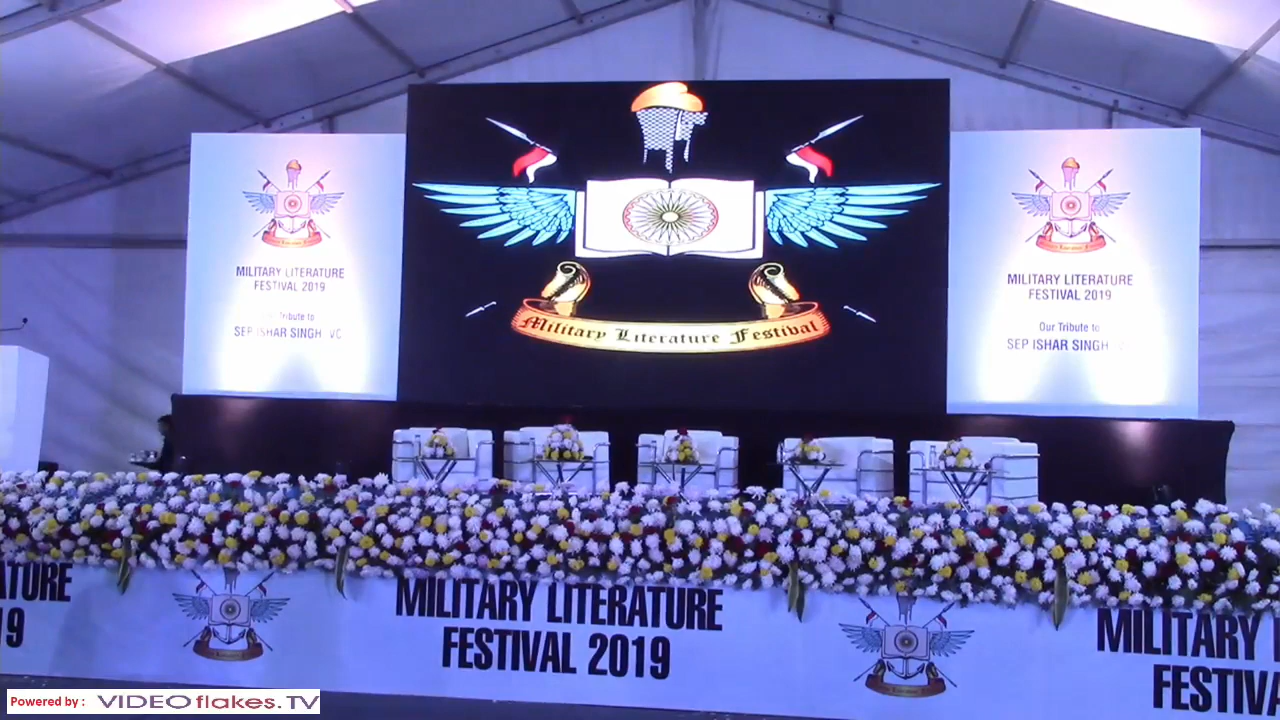 Military Literature Festival
MILITARY LITERATURE
FESTIVAL 2019
Tribute to
SEP ISHAR SINGH VC
MILITARY LITERATURE
FESTIVAL 2019
Our Tribute to
SEP ISHAR SINGH
ATURE
19
MILITARY LITERATURE
FESTIVAL 2019
MILITARY
FESTIVA
Powered by : VIDEOflakes.TV